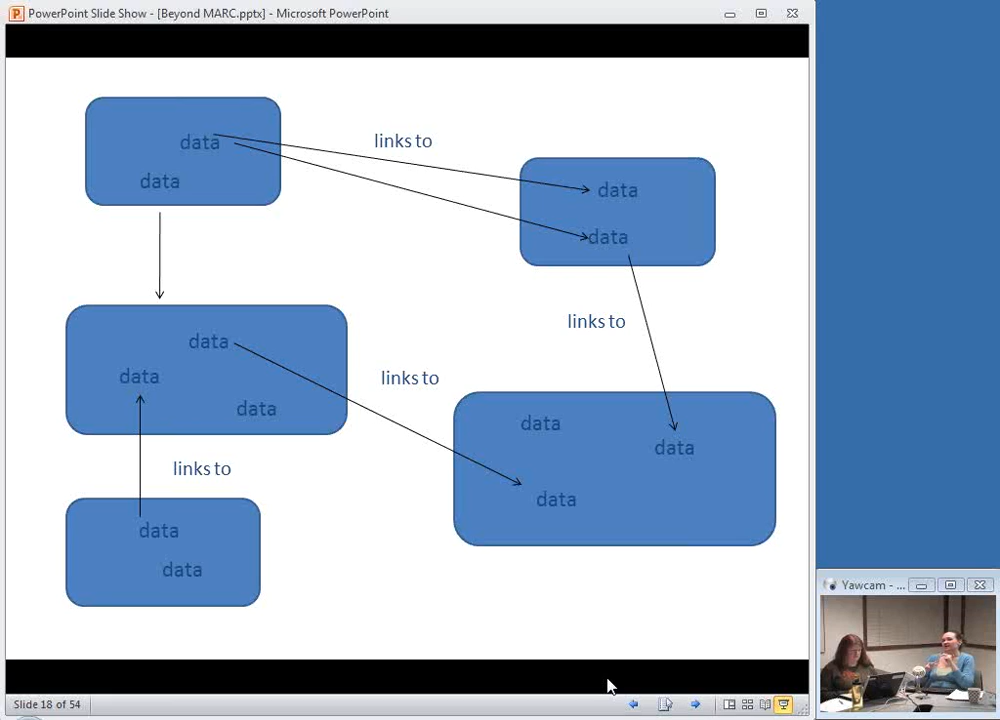 PowerPoint Slide Show - [Beyond MARC.pptx] - Microsoft PowerPoint
data
data
links to
data
data
links to
data
data
data
links to
data
data
data
links to
data
data
Slide 18 of 54
Yawcam - ...